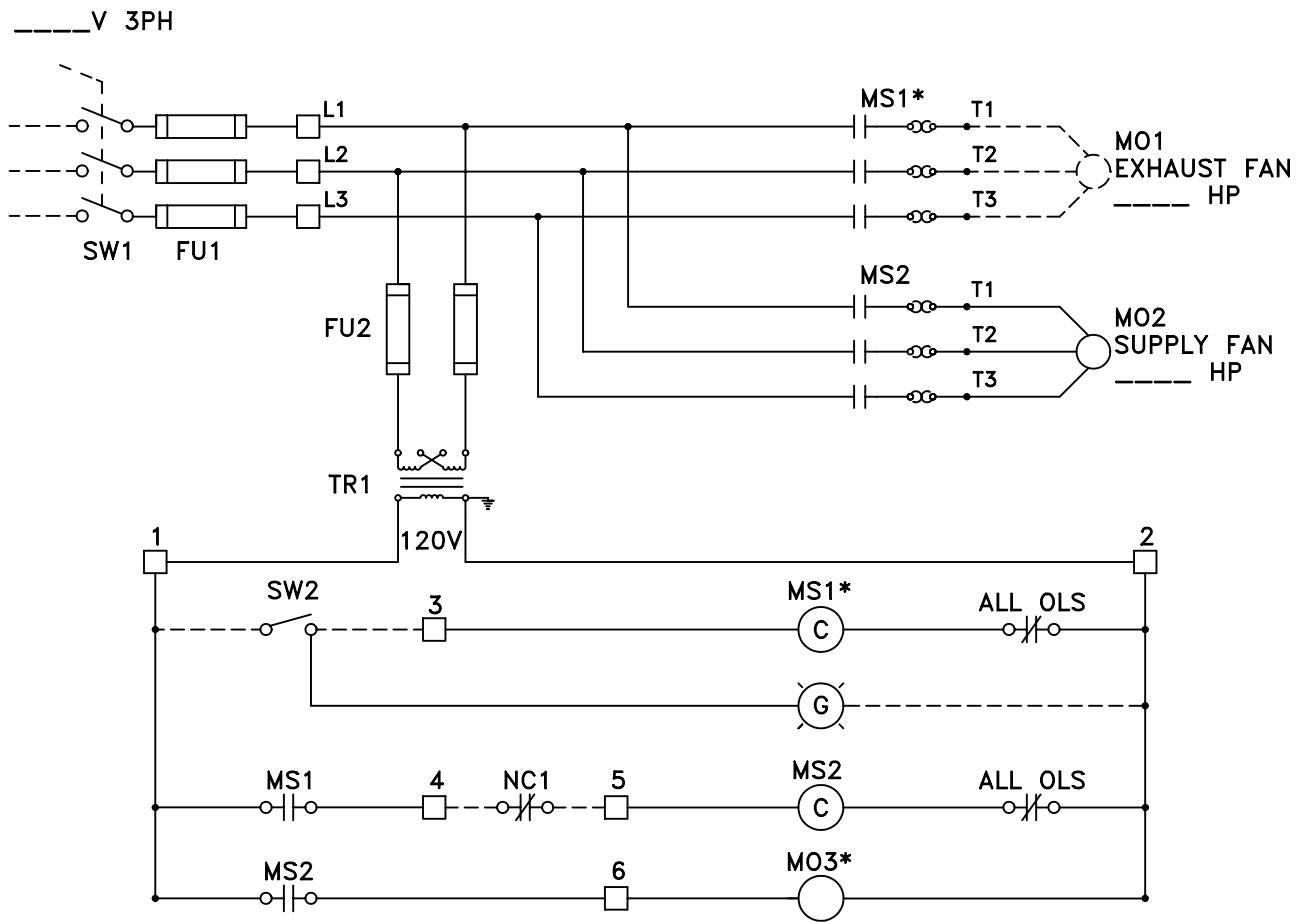 ____V 3PH
L1
L2
L3
SW1
FU1
MS1*
T1
T2
T3
MO1
EXHAUST FAN
____ HP
MS2
T1
T2
T3
MO2
SUPPLY FAN
____ HP
FU2
TR1
120V
1
2
SW2
3
MS1*
C
ALL OLS
G
MS1
4
NC1
5
MS2
C
ALL OLS
MS2
6
MO3*